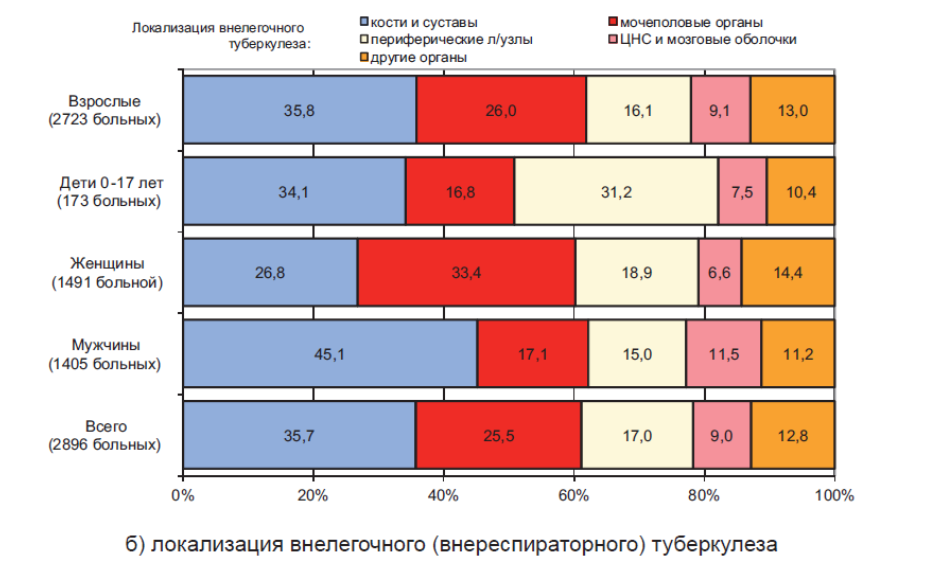 Локализация внелегочного
туберкулеза:
кости и суставы
мочеполовые органы
периферические л/узлы
ЦНС и мозговые оболочки
другие органы
Взрослые
(2723 больных)
35,8 26,0 16,1 9,1 13,0
Дети 0-17 лет
(173 больных)
34,1 16,8 31,2 7,5 10,4
Женщины
(1491 больной)
26,8 33,4 18,9 6,6 14,4
Мужчины
(1405 больных)
45,1 17,1 15,0 11,5 11,2
Всего
(2896 больных)
35,7 25,5 17,0 9,0 12,8
0% 20% 40% 60% 80% 100%
б) локализация внелегочного (внереспираторного) туберкулеза